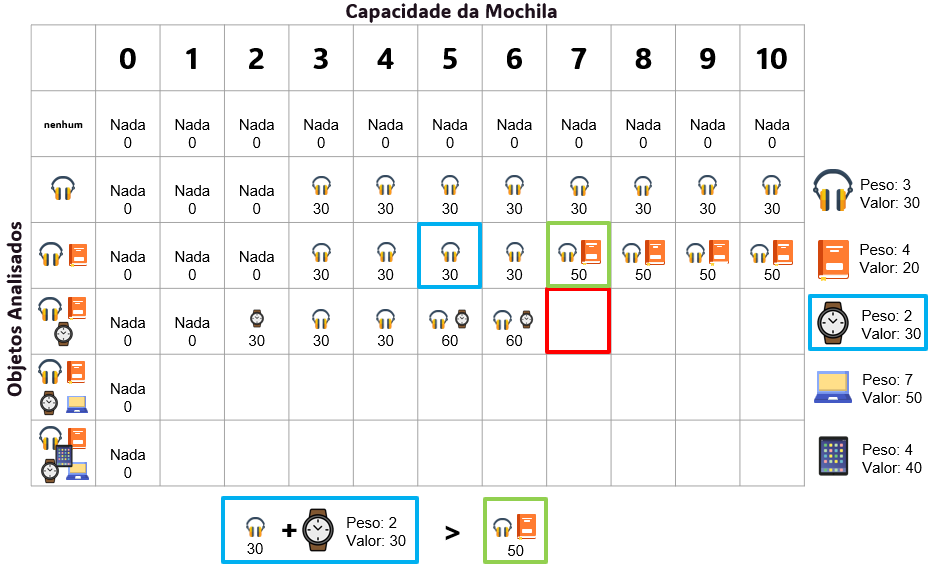 Capacidade da Mochila
0 1 2 3 4 5 6 7 8 9 10
Objetos Analisados
nenhum Nada Nada Nada Nada Nada Nada Nada Nada Nada Nada Nada
0 0 0 0 0 0 0 0 0 0 0
Nada Nada Nada
0 0 0 30 30 30 30 30 30 30 30
Peso: 3
Valor: 30
Nada Nada Nada
0 0 0 30 30 30 30 50 50 50 50
Peso: 4
Valor: 20
Nada Nada
0 0 30 30 30 60 60
Peso: 2
Valor: 30
Nada
0
Peso: 7
Valor: 50
Nada
0
Peso: 4
Valor: 40
30 + Peso: 2
Valor: 30
>
50